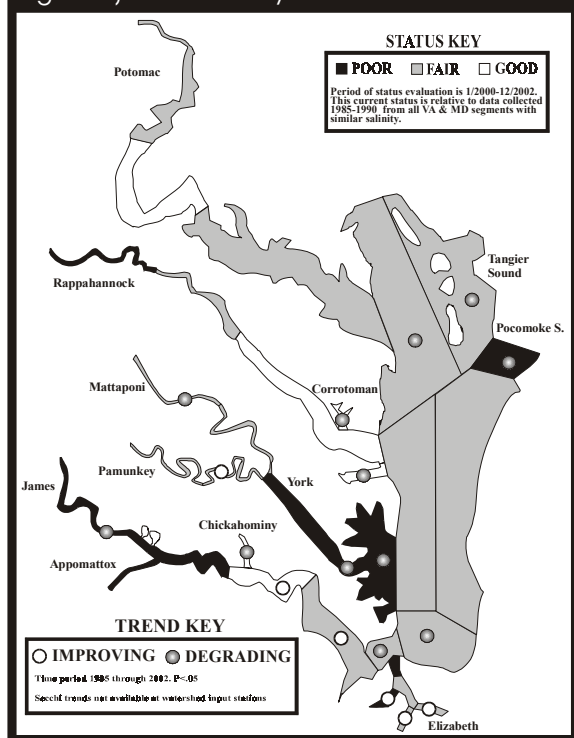 STATUS KEY
POOR FAIR GOOD
Period of status evaluation is 1/2000-12/2002.
This current status is relative to data collected
1985-1990 from all VA & MD segments with
similar salinity.
Potomac
Tangier
Sound
Rappahannock
Pocomoke S.
Mattaponi
Corrotoman
Pamunkey
York
James
Chickahominy
Appomattox
TREND KEY
IMPROVING DEGRADING
Time period 1985 through 2002. P<.05
Secchi trends not available at watershed input stations
Elizabeth